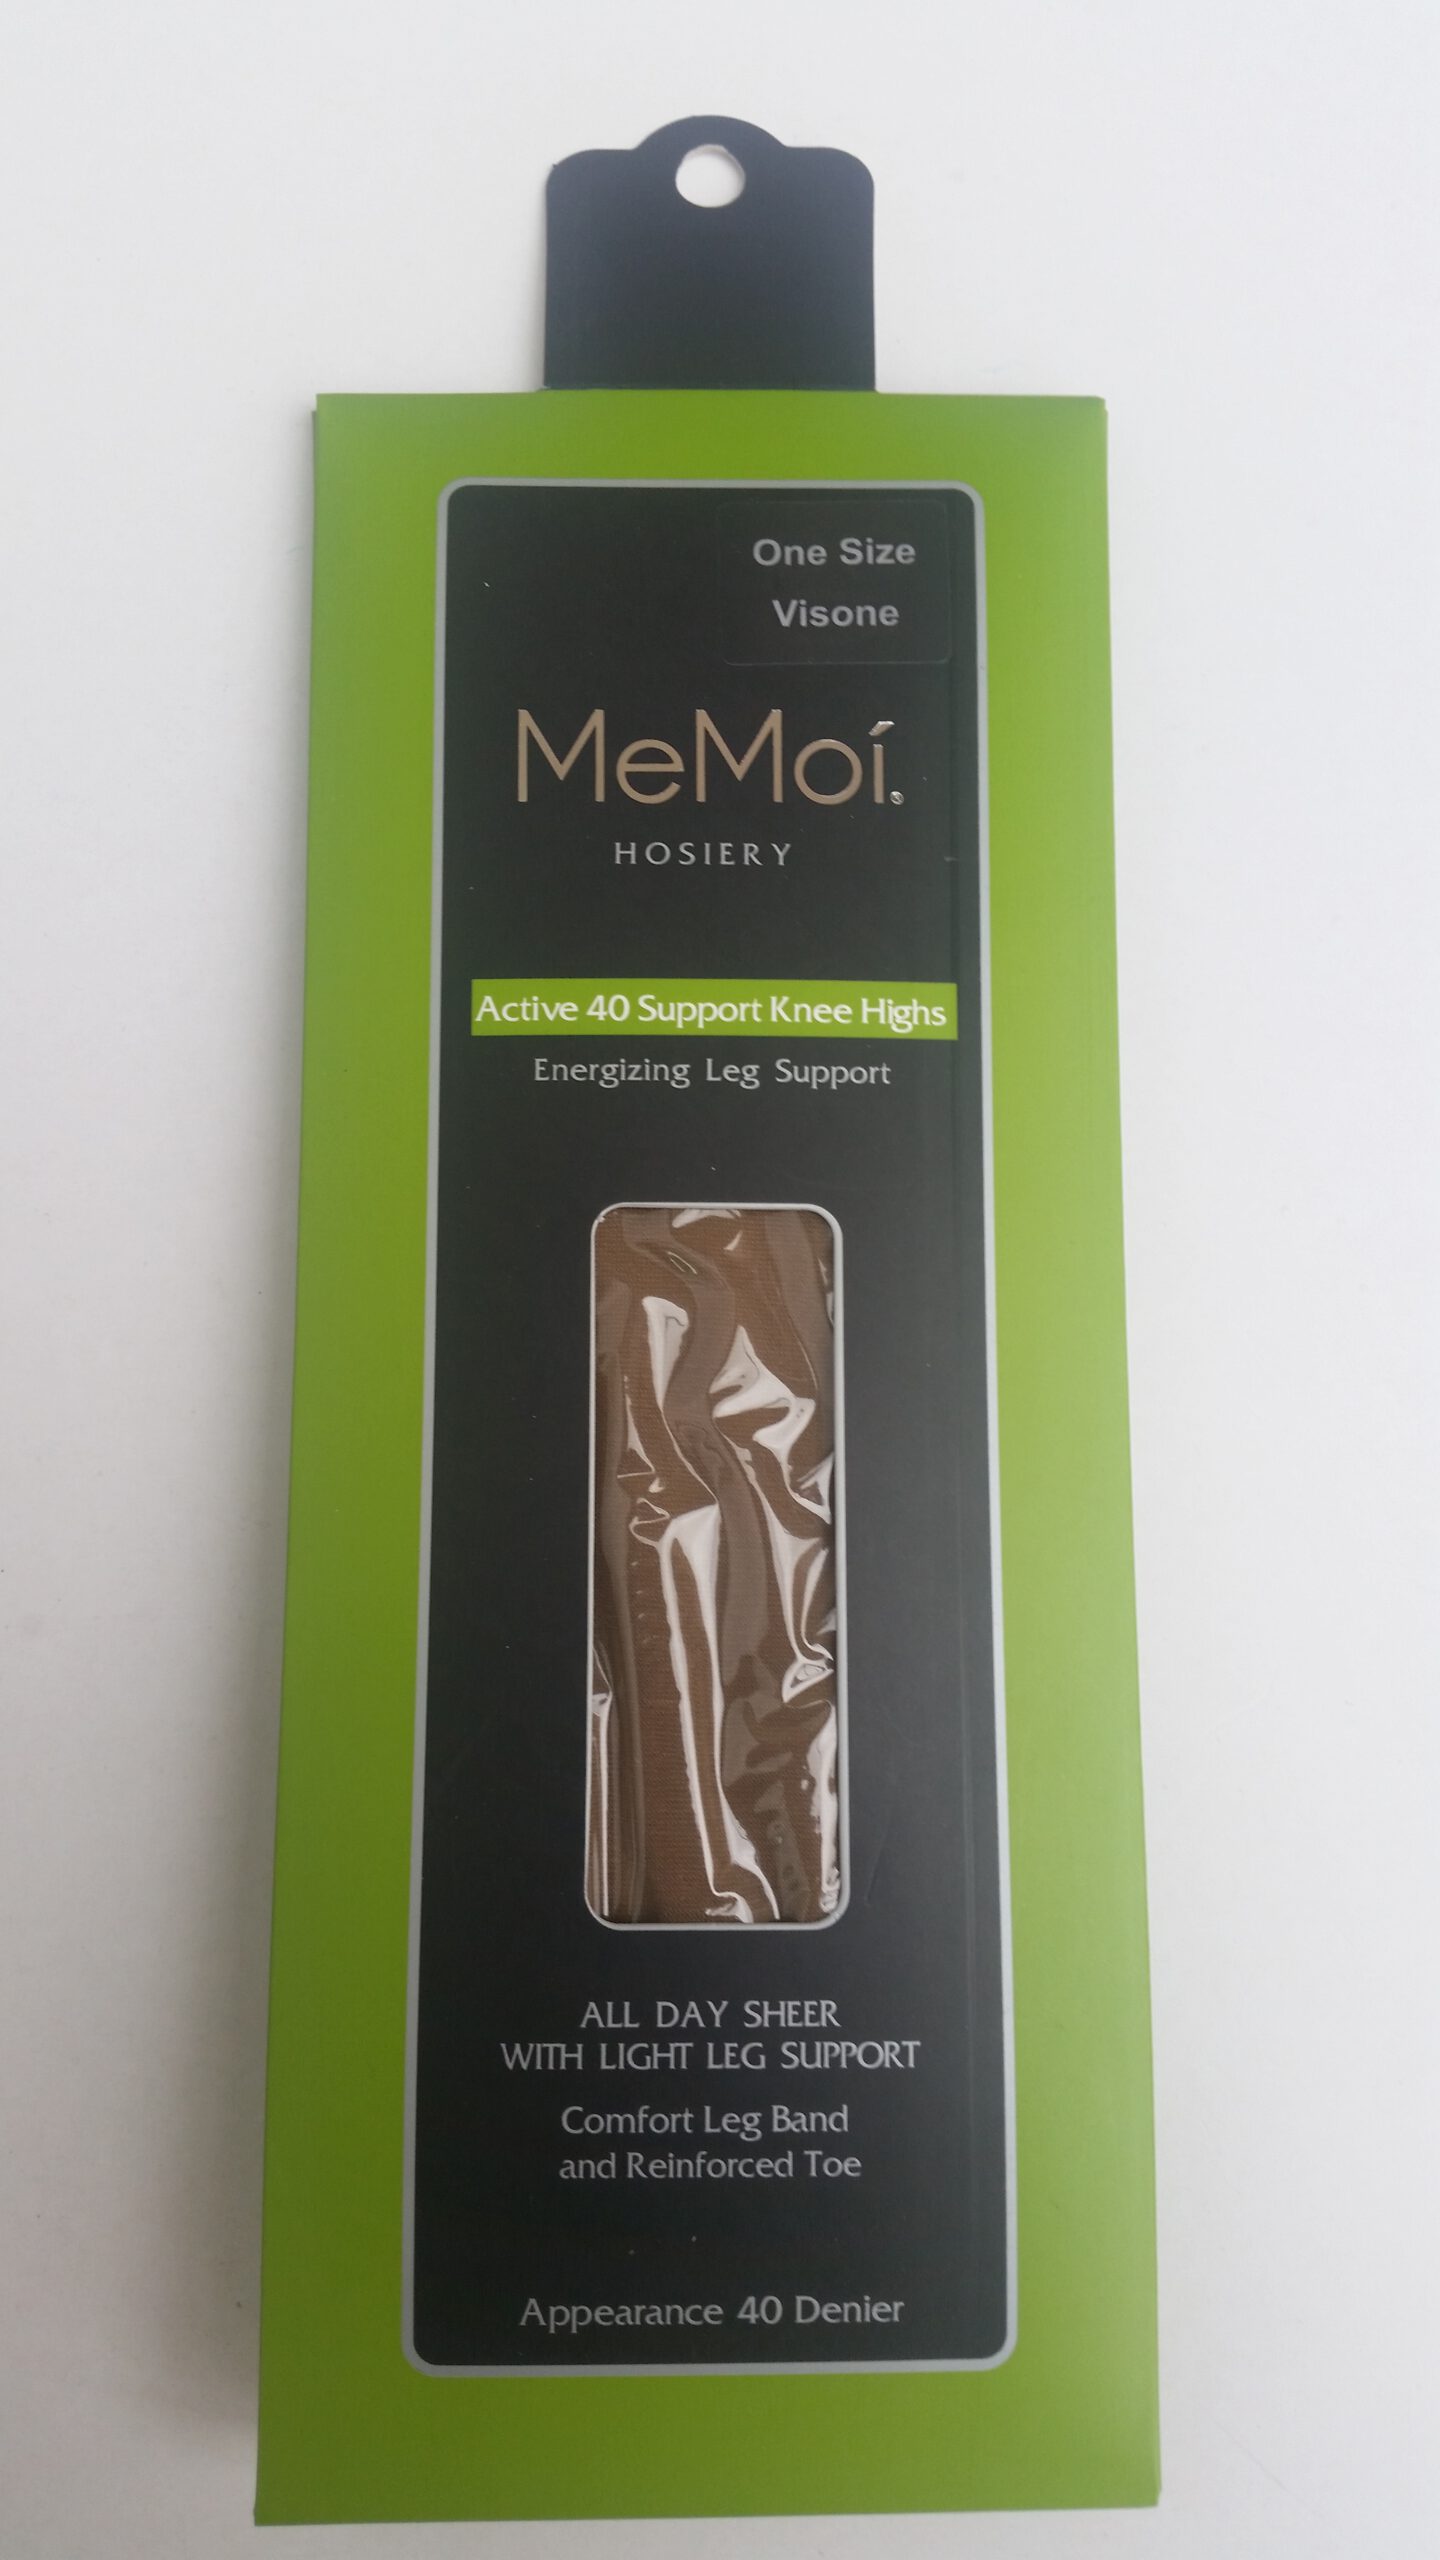 One Size
Visone
MeMoí®
HOSIERY
Active 40 Support Knee Highs
Energizing Leg Support
ALL DAY SHEER
WITH LIGHT LEG SUPPORT
Comfort Leg Band
and Reinforced Toe
Appearance 40 Denier